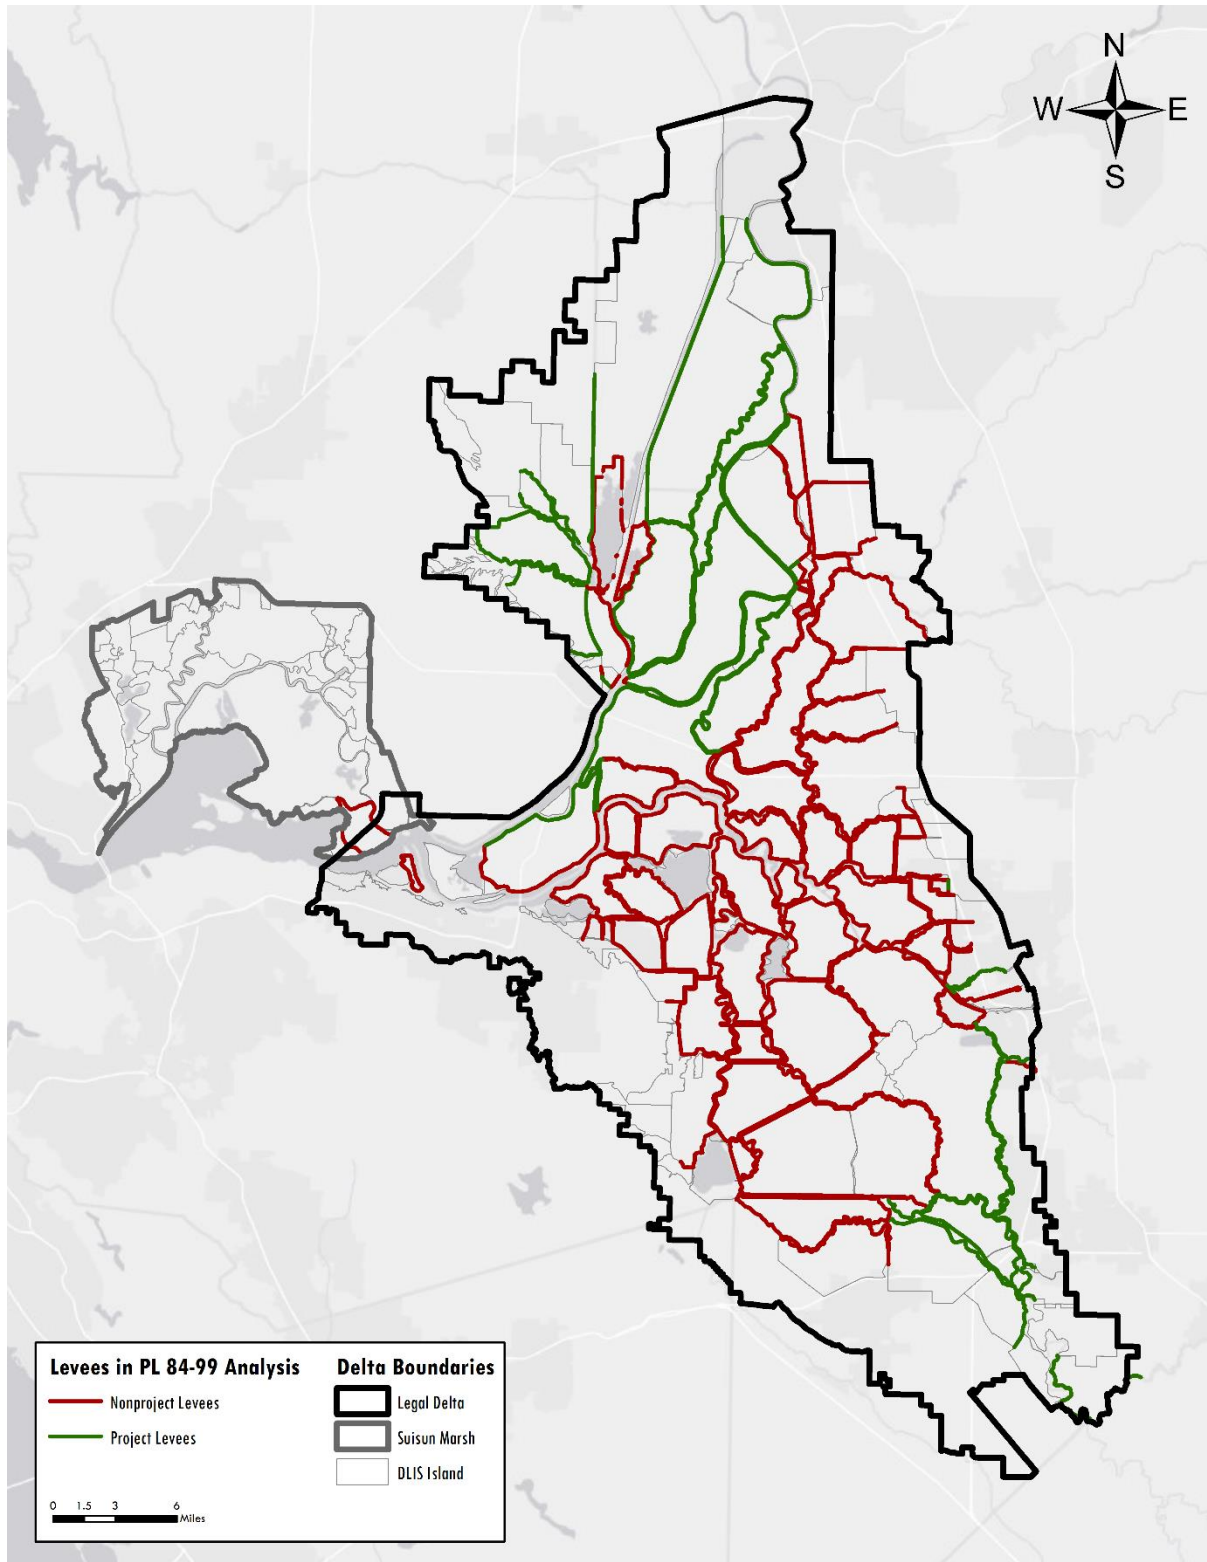 N
W E
S
Levees in PL 84-99 Analysis
Nonproject Levees
Project Levees
0 1.5 3 6
Miles
Delta Boundaries
Legal Delta
Suisun Marsh
DLIS Island